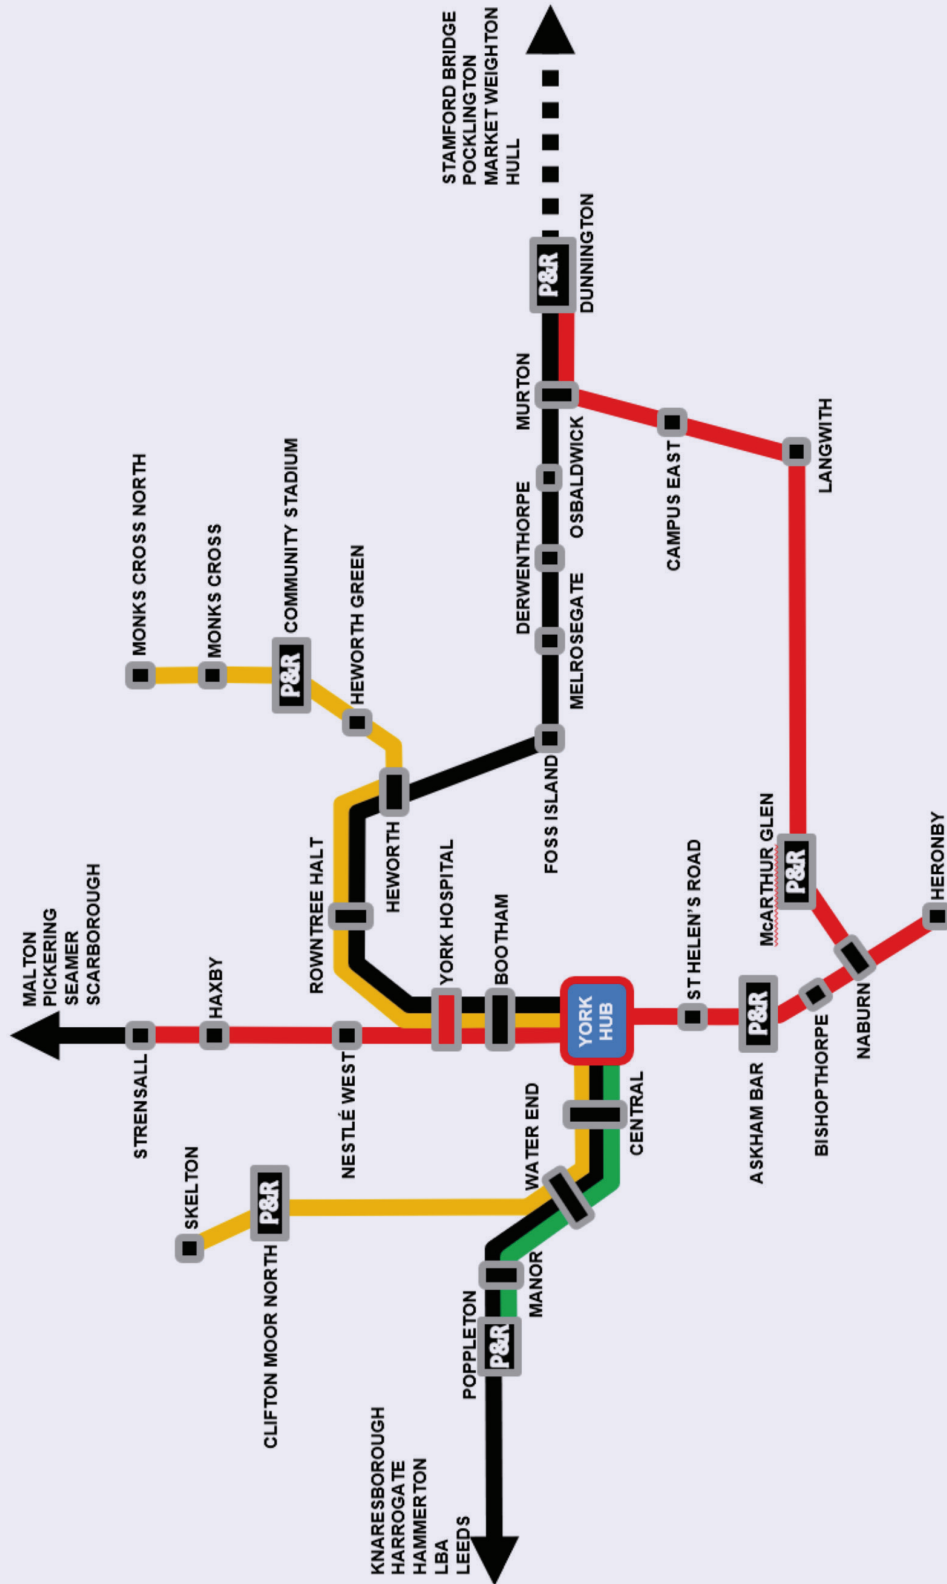 MALTON
PICKERING
SEAMER
SCARBOROUGH
STRENSALL
HAXBY
NESTLÉ WEST
YORK HOSPITAL
BOOTHAM
YORK
HUB
ROWNTREE HALT
HEWORTH
HEWORTH GREEN
P&R
COMMUNITY STADIUM
MONKS CROSS
MONKS CROSS NORTH
SKELTON
P&R
CLIFTON MOOR NORTH
WATER END
CENTRAL
MANOR
P&R
POPPLETON
KNARESBOROUGH
HARROGATE
HAMMERTON
LBA
LEEDS
FOSS ISLAND
MELROSEGATE
DERWENTHORPE
OSBALDWICK
MURTON
P&R
DUNNINGTON
STAMFORD BRIDGE
POCKLINGTON
MARKET WEIGHTON
HULL
CAMPUS EAST
LANGWITH
P&R
McARTHUR GLEN
ST HELEN'S ROAD
P&R
ASKHAM BAR
BISHOPTHORPE
NABURN
HERONBY